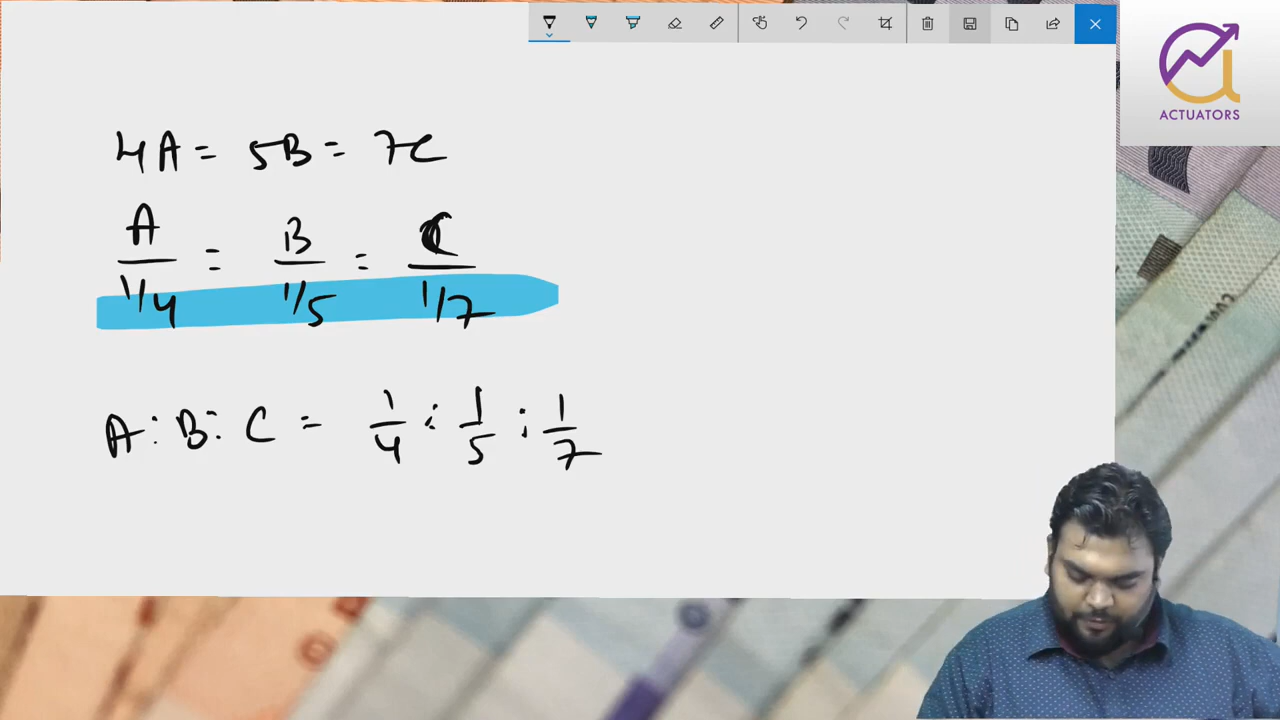 ACTUATORS
4A = 5B = 7C
A/1/4 = B/1/5 = C/1/7
A : B : C = 1/4 : 1/5 : 1/7